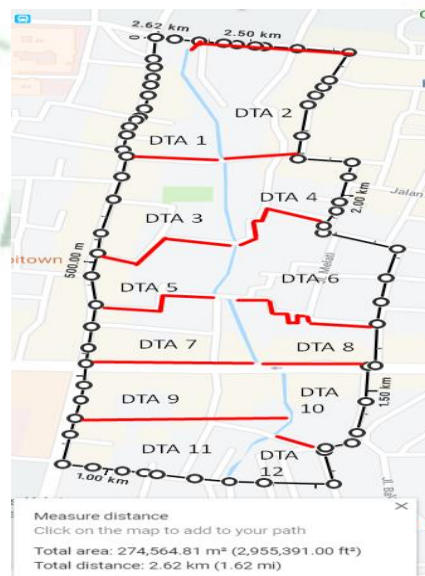 2.62 km
2.50 km
0
DTA 2
DTA 1
Jalan
2.00 km
DTA 4
DTA 3
pitown
500.00 m
Jl. Melati
DTA 6
DTA 5
DTA 7
DTA 8
1.50 km
DTA 9
DTA
10
DTA 11
DTA
12
1.00 km
Measure distance
Click on the map to add to your path
Total area: 274,564.81 m² (2,955,391.00 ft²)
Total distance: 2.62 km (1.62 mi)